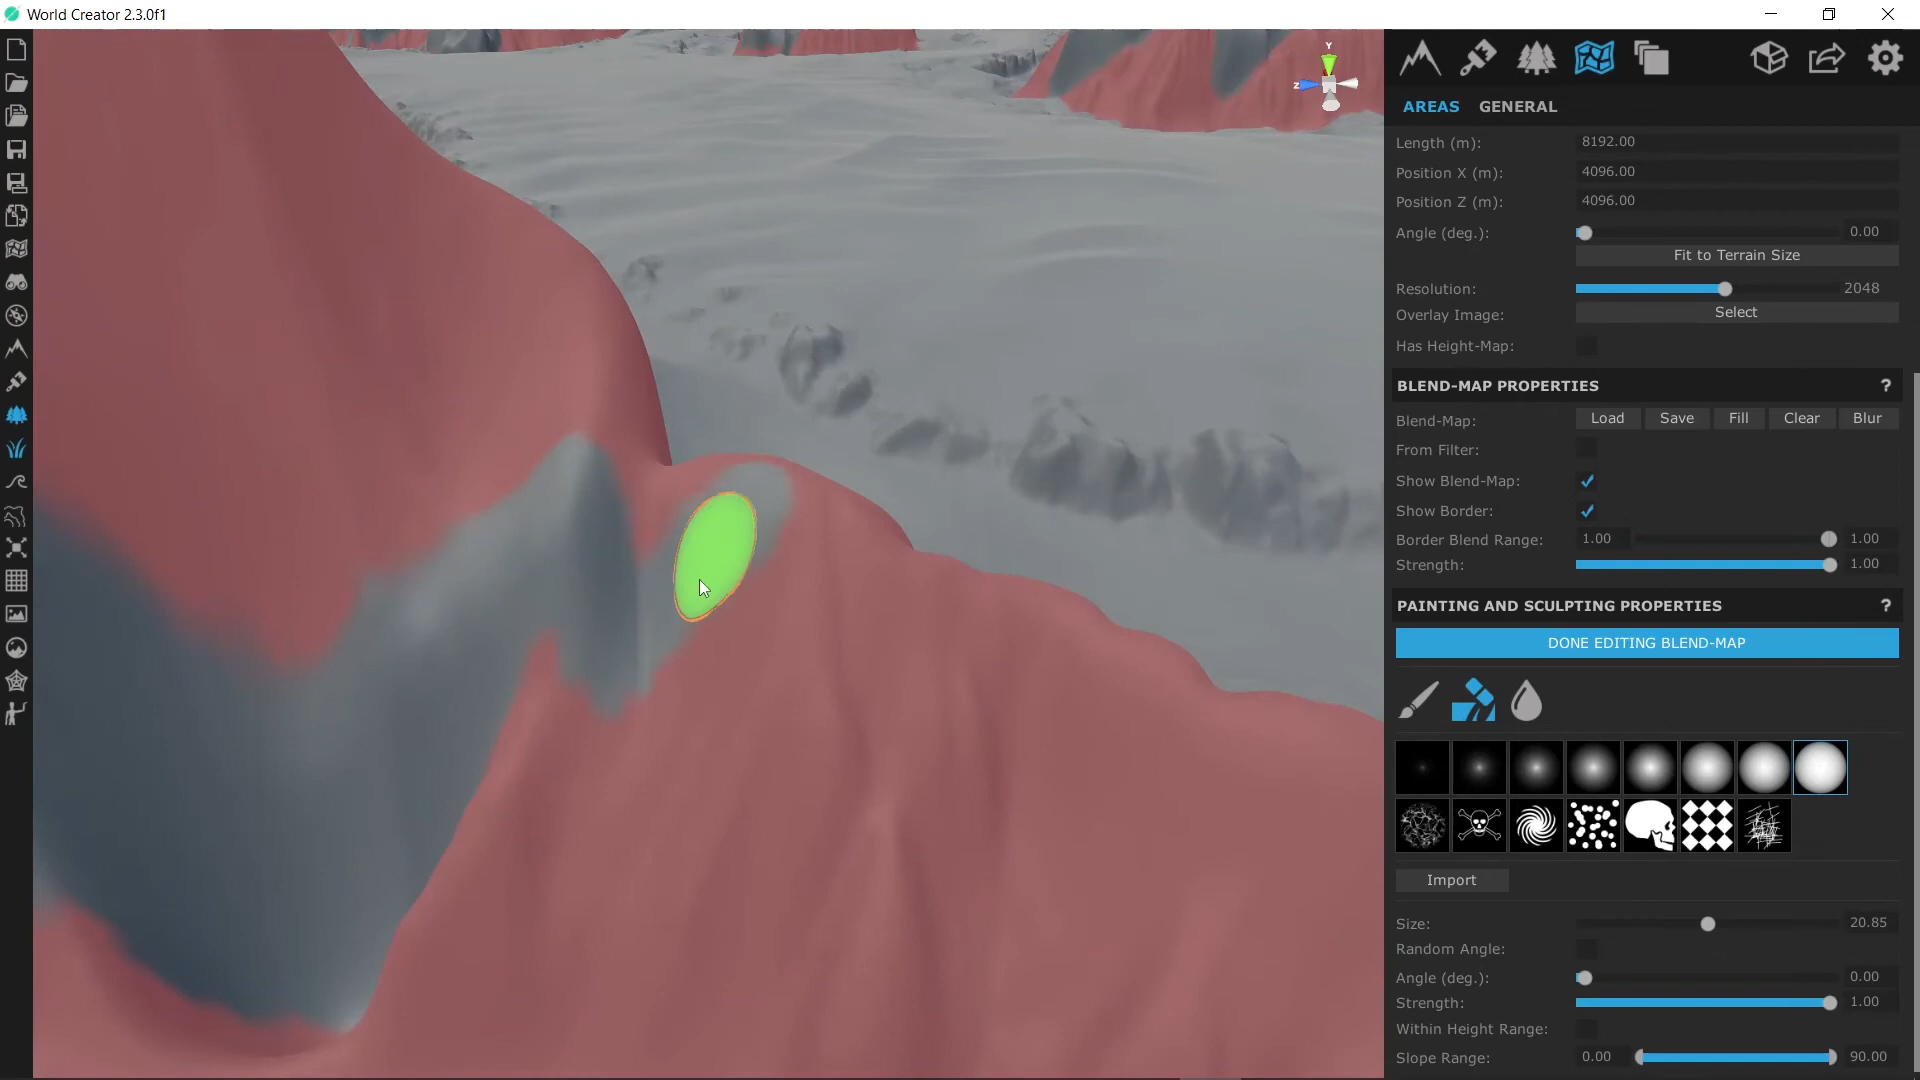 World Creator 2.3.0f1
Y
Z
AREAS GENERAL
Length (m): 8192.00
Position X (m): 4096.00
Position Z (m): 4096.00
Angle (deg.): 0.00
Fit to Terrain Size
Resolution: 2048
Overlay Image: Select
Has Height-Map:
BLEND-MAP PROPERTIES ?
Blend-Map: Load Save Fill Clear Blur
From Filter:
Show Blend-Map:
Show Border:
Border Blend Range: 1.00 1.00
Strength: 1.00
PAINTING AND SCULPTING PROPERTIES ?
DONE EDITING BLEND-MAP
Import
Size: 20.85
Random Angle:
Angle (deg.): 0.00
Strength: 1.00
Within Height Range:
Slope Range: 0.00 90.00